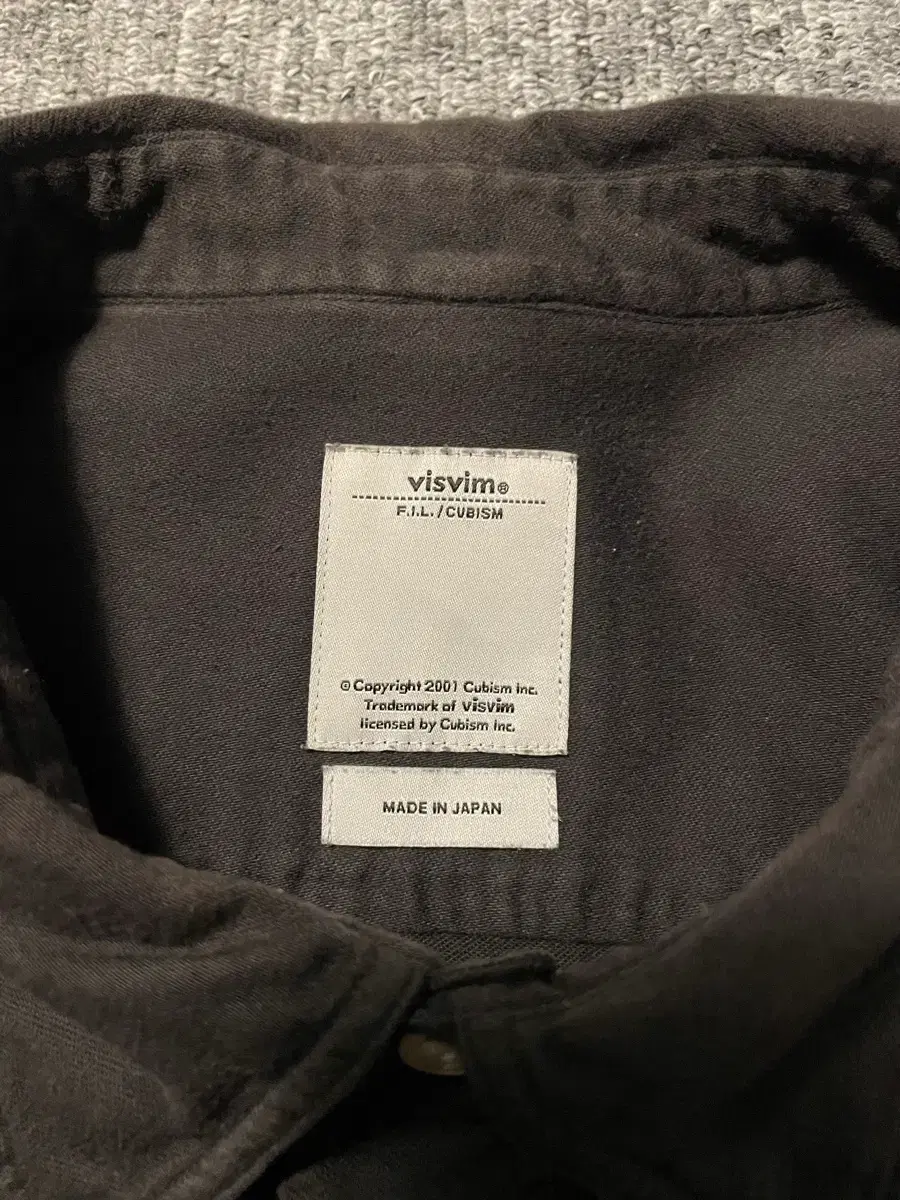 visvim®
F.I.L./CUBISM
©Copyright 2001 Cubism Inc.
Trademark of visvim
licensed by Cubism Inc.
MADE IN JAPAN